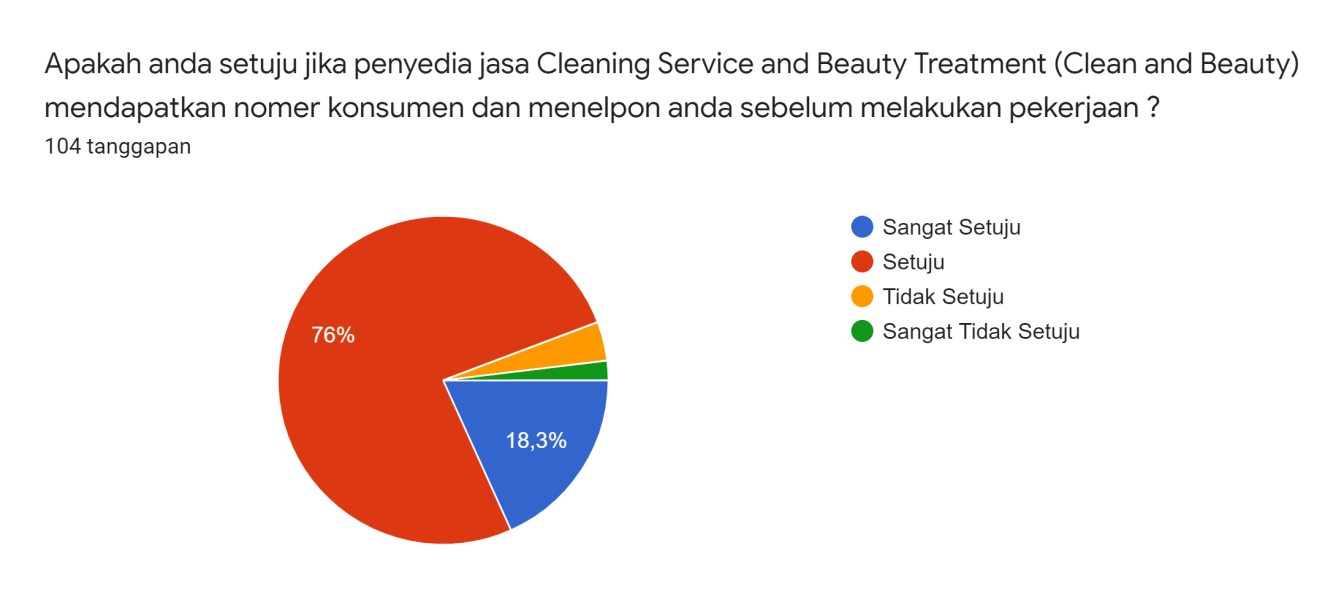 Apakah anda setuju jika penyedia jasa Cleaning Service and Beauty Treatment (Clean and Beauty)
mendapatkan nomer konsumen dan menelpon anda sebelum melakukan pekerjaan ?
104 tanggapan
Sangat Setuju
Setuju
Tidak Setuju
Sangat Tidak Setuju
76%
18,3%